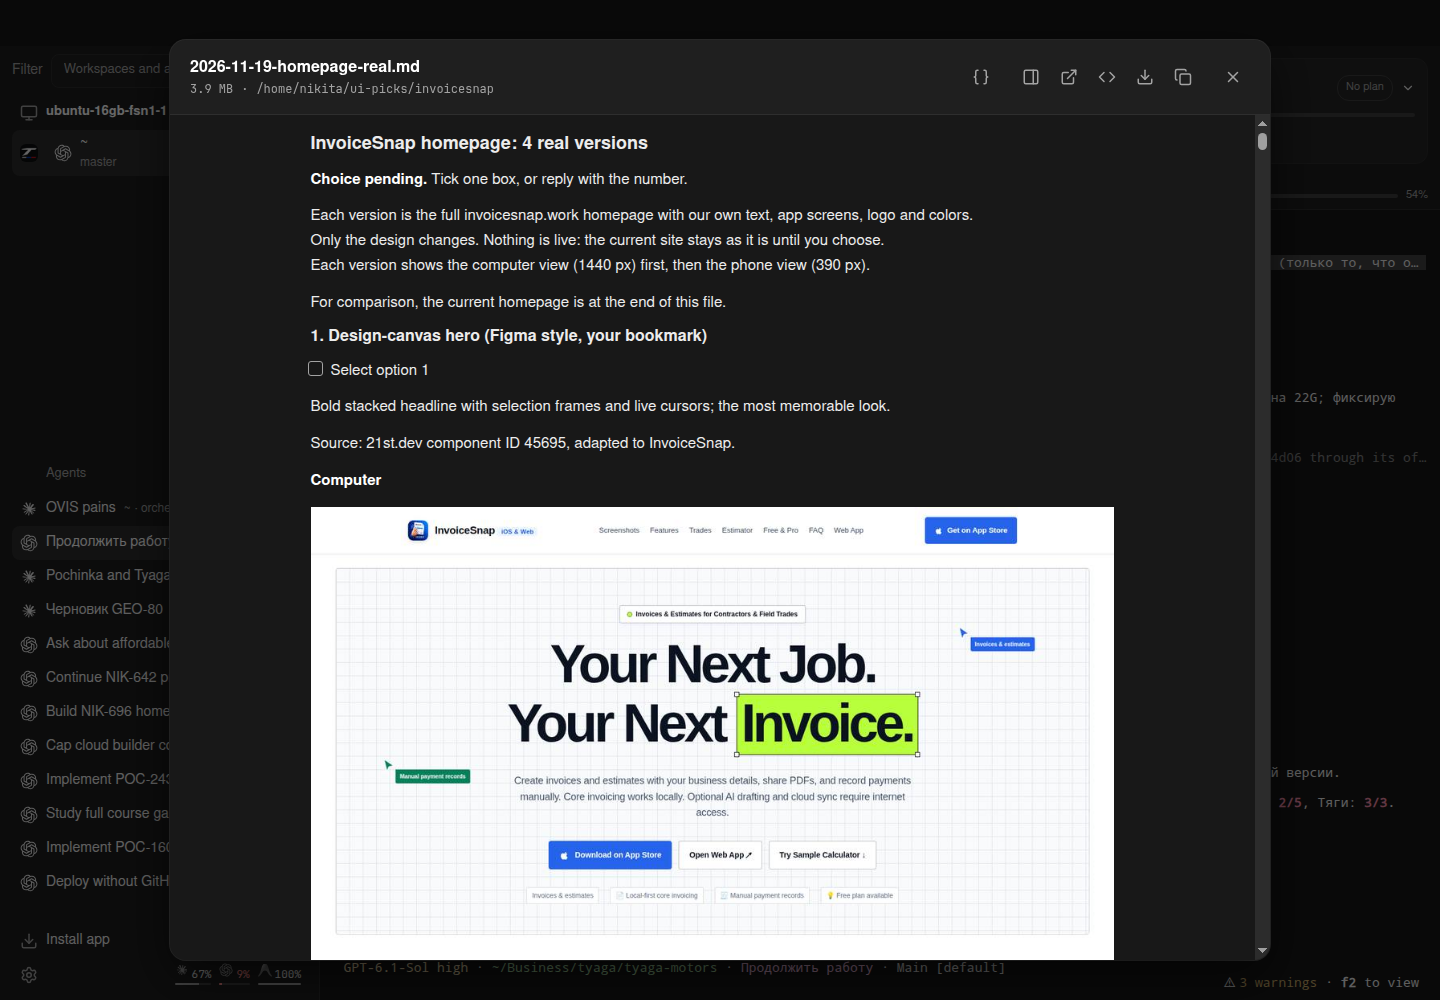 2026-11-19-homepage-real.md
3.9 MB · /home/nikita/ui-picks/invoicesnap
InvoiceSnap homepage: 4 real versions
Choice pending. Tick one box, or reply with the number.
Each version is the full invoicesnap.work homepage with our own text, app screens, logo and colors.
Only the design changes. Nothing is live: the current site stays as it is until you choose.
Each version shows the computer view (1440 px) first, then the phone view (390 px).
For comparison, the current homepage is at the end of this file.
1. Design-canvas hero (Figma style, your bookmark)
Select option 1
Bold stacked headline with selection frames and live cursors; the most memorable look.
Source: 21st.dev component ID 45695, adapted to InvoiceSnap.
Computer
InvoiceSnap iOS & Web Screenshots Features Trades Estimator Free & Pro FAQ Web App Get on App Store
Invoices & Estimates for Contractors & Field Trades
Invoices & estimates
Your Next Job.
Your Next Invoice.
Manual payment records
Create invoices and estimates with your business details, share PDFs, and record payments
manually. Core invoicing works locally. Optional AI drafting and cloud sync require internet
access.
Download on App Store Open Web App ↗ Try Sample Calculator ↓
Invoices & estimates Local-first core invoicing Manual payment records Free plan available
Filter Workspaces and a
ubuntu-16gb-fsn1-1
~
master
Agents
OVIS pains ~ · orche
Продолжить работ
Pochinka and Tyaga
Черновик GEO-80
Ask about affordable
Continue NIK-642 p
Build NIK-696 home
Cap cloud builder co
Implement POC-243
Study full course ga
Implement POC-160
Deploy without GitH
Install app
67% 9% 100%
No plan
54%
(только то, что о…
на 22G; фиксирую
4d06 through its of…
й версии.
2/5, Тяги: 3/3.
GPT-6.1-Sol high · ~/Business/tyaga/tyaga-motors · Продолжить работу · Main [default]
⚠ 3 warnings · f2 to view